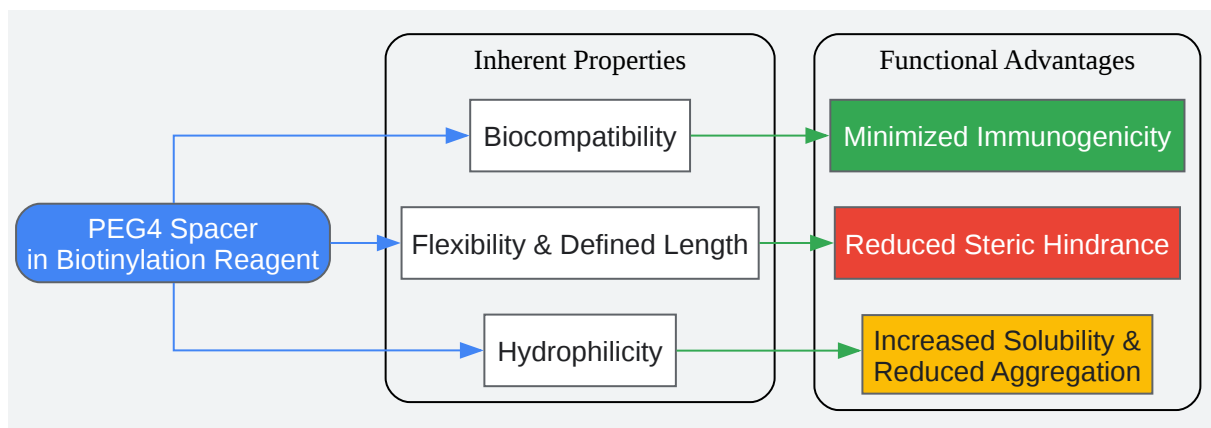 Inherent Properties
Functional Advantages
Biocompatibility
Minimized Immunogenicity
PEG4 Spacer
in Biotinylation Reagent
Flexibility & Defined Length
Reduced Steric Hindrance
Hydrophilicity
Increased Solubility &
Reduced Aggregation